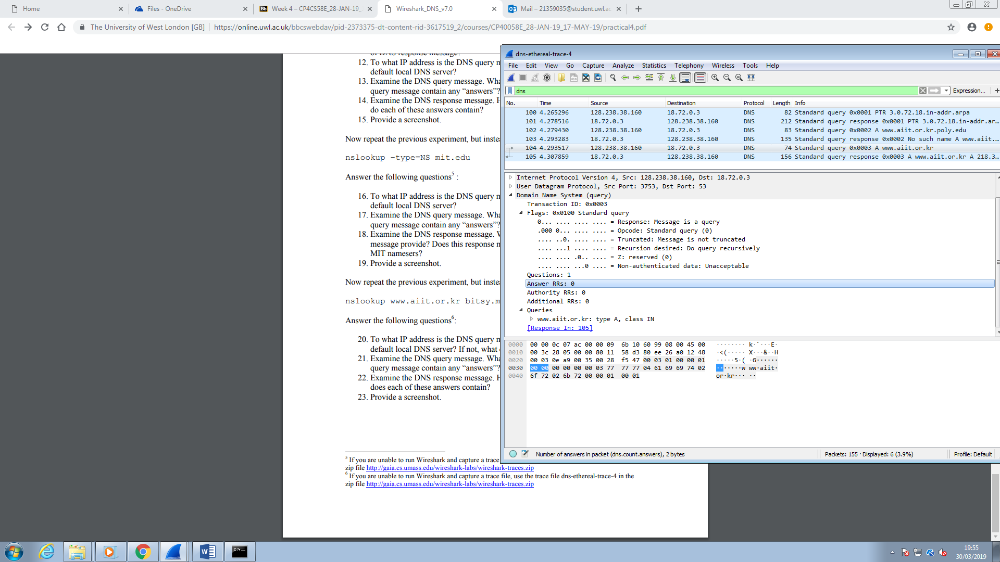 Home
Files - OneDrive
Bb Week 4 – CP4CS58E_28-JAN-19_
Wireshark_DNS_v7.0
Mail – 21359035@student.uwl.ac
The University of West London [GB] | https://online.uwl.ac.uk/bbcswebdav/pid-2373375-dt-content-rid-3617519_2/courses/CP40058E_28-JAN-19_17-MAY-19/practical4.pdf
of DNS response message?
12. To what IP address is the DNS query
default local DNS server?
13. Examine the DNS query message. Wha
query message contain any “answers”?
14. Examine the DNS response message. H
do each of these answers contain?
15. Provide a screenshot.
Now repeat the previous experiment, but inste
nslookup –type=NS mit.edu
Answer the following questions5 :
16. To what IP address is the DNS query
default local DNS server?
17. Examine the DNS query message. Wha
query message contain any “answers”?
18. Examine the DNS response message. W
message provide? Does this response
MIT namesers?
19. Provide a screenshot.
Now repeat the previous experiment, but inste
nslookup www.aiit.or.kr bitsy.m
Answer the following questions6:
20. To what IP address is the DNS query
default local DNS server? If not, what
21. Examine the DNS query message. Wha
query message contain any “answers”?
22. Examine the DNS response message. H
does each of these answers contain?
23. Provide a screenshot.
5 If you are unable to run Wireshark and capture a trace
zip file http://gaia.cs.umass.edu/wireshark-labs/wireshark-traces.zip
6 If you are unable to run Wireshark and capture a trace file, use the trace file dns-ethereal-trace-4 in the
zip file http://gaia.cs.umass.edu/wireshark-labs/wireshark-traces.zip
dns-ethereal-trace-4
File Edit View Go Capture Analyze Statistics Telephony Wireless Tools Help
dns Expression... +
No. Time Source Destination Protocol Length Info
100 4.265296 128.238.38.160 18.72.0.3 DNS 82 Standard query 0x0001 PTR 3.0.72.18.in-addr.arpa
101 4.278516 18.72.0.3 128.238.38.160 DNS 212 Standard query response 0x0001 PTR 3.0.72.18.in-addr.ar…
102 4.279430 128.238.38.160 18.72.0.3 DNS 83 Standard query 0x0002 A www.aiit.or.kr.poly.edu
103 4.293283 18.72.0.3 128.238.38.160 DNS 135 Standard query response 0x0002 No such name A www.aiit.…
104 4.293517 128.238.38.160 18.72.0.3 DNS 74 Standard query 0x0003 A www.aiit.or.kr
105 4.307859 18.72.0.3 128.238.38.160 DNS 156 Standard query response 0x0003 A www.aiit.or.kr A 218.3…
Internet Protocol Version 4, Src: 128.238.38.160, Dst: 18.72.0.3
User Datagram Protocol, Src Port: 3753, Dst Port: 53
Domain Name System (query)
Transaction ID: 0x0003
Flags: 0x0100 Standard query
0... .... .... .... = Response: Message is a query
.000 0... .... .... = Opcode: Standard query (0)
.... ..0. .... .... = Truncated: Message is not truncated
.... ...1 .... .... = Recursion desired: Do query recursively
.... .... .0.. .... = Z: reserved (0)
.... .... ...0 .... = Non-authenticated data: Unacceptable
Questions: 1
Answer RRs: 0
Authority RRs: 0
Additional RRs: 0
Queries
www.aiit.or.kr: type A, class IN
[Response In: 105]
0000 00 00 0c 07 ac 00 00 09 6b 10 60 99 08 00 45 00 ········ k·`···E·
0010 00 3c 28 05 00 00 80 11 58 d3 80 ee 26 a0 12 48 ·<(····· X···&··H
0020 00 03 0e a9 00 35 00 28 f5 47 00 03 01 00 00 01 ·····5·( ·G······
0030 00 00 00 00 00 00 03 77 77 77 04 61 69 69 74 02 ·······w ww·aiit·
0040 6f 72 02 6b 72 00 00 01 00 01 or·kr··· ··
Number of answers in packet (dns.count.answers), 2 bytes
Packets: 155 · Displayed: 6 (3.9%)
Profile: Default
19:55
30/03/2019